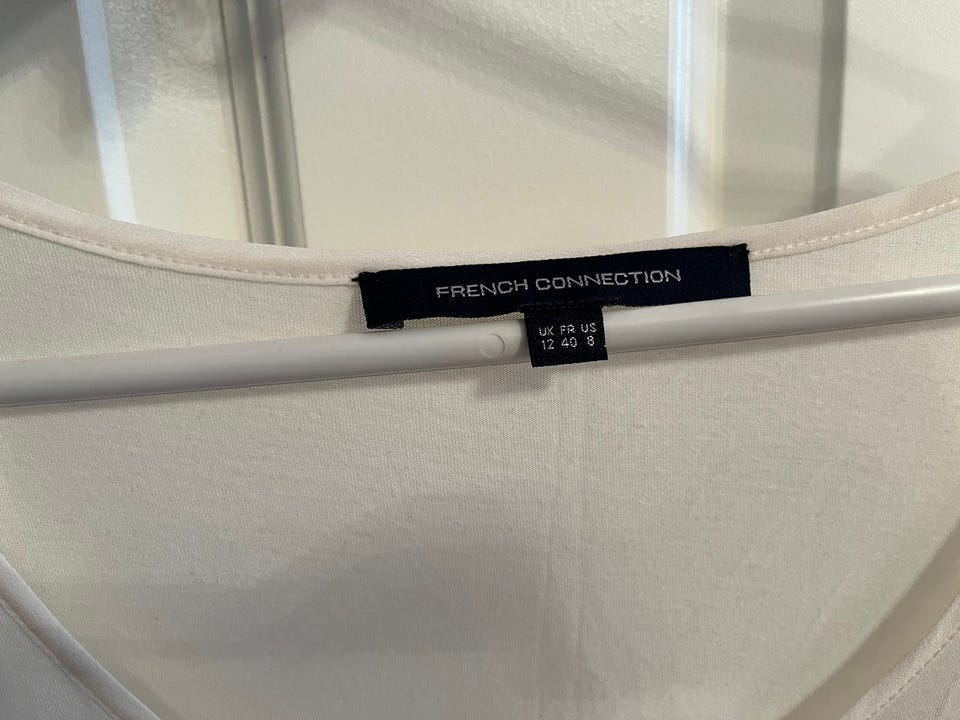 FRENCH CONNECTION
UK FR US
12 40 8